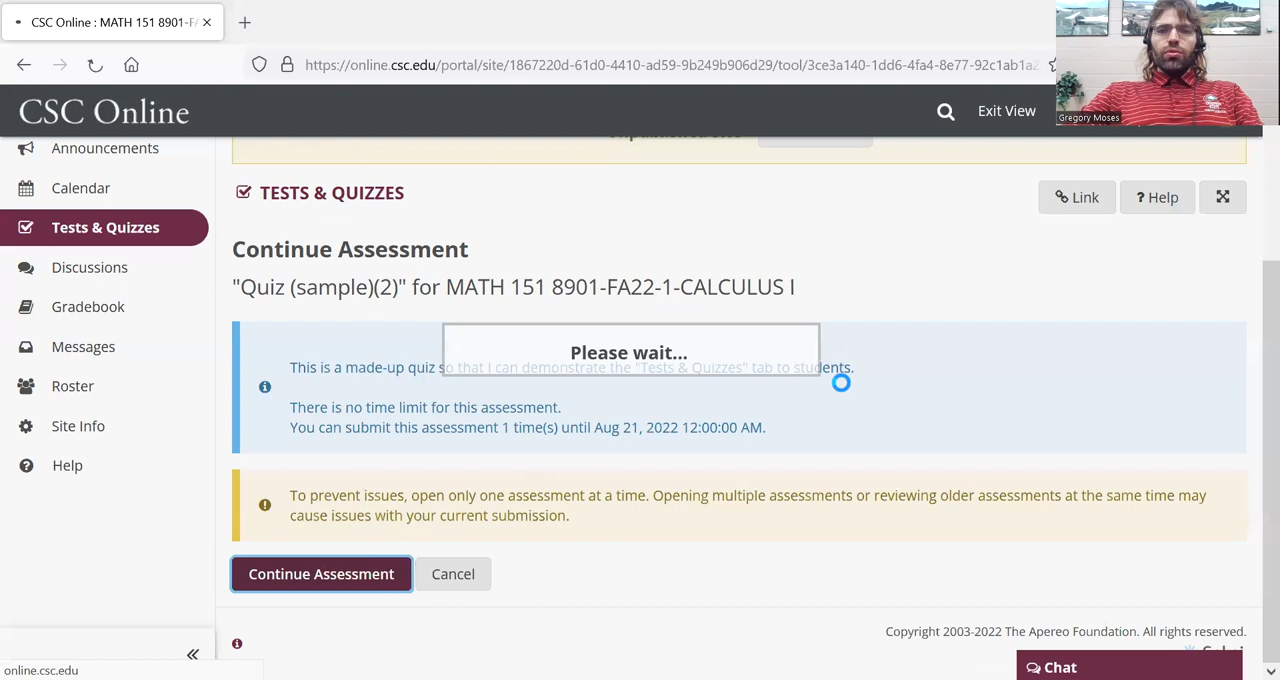 CSC Online : MATH 151 8901-FA
https://online.csc.edu/portal/site/1867220d-61d0-4410-ad59-9b249b906d29/tool/3ce3a140-1dd6-4fa4-8e77-92c1ab1a2
Gregory Moses
CSC Online
Exit View
Announcements
Calendar
Tests & Quizzes
Discussions
Gradebook
Messages
Roster
Site Info
Help
TESTS & QUIZZES
Link
? Help
Continue Assessment
"Quiz (sample)(2)" for MATH 151 8901-FA22-1-CALCULUS I
Please wait...
This is a made-up quiz so that I can demonstrate the "Tests & Quizzes" tab to students.
There is no time limit for this assessment.
You can submit this assessment 1 time(s) until Aug 21, 2022 12:00:00 AM.
To prevent issues, open only one assessment at a time. Opening multiple assessments or reviewing older assessments at the same time may
cause issues with your current submission.
Continue Assessment
Cancel
Copyright 2003-2022 The Apereo Foundation. All rights reserved.
Chat
online.csc.edu